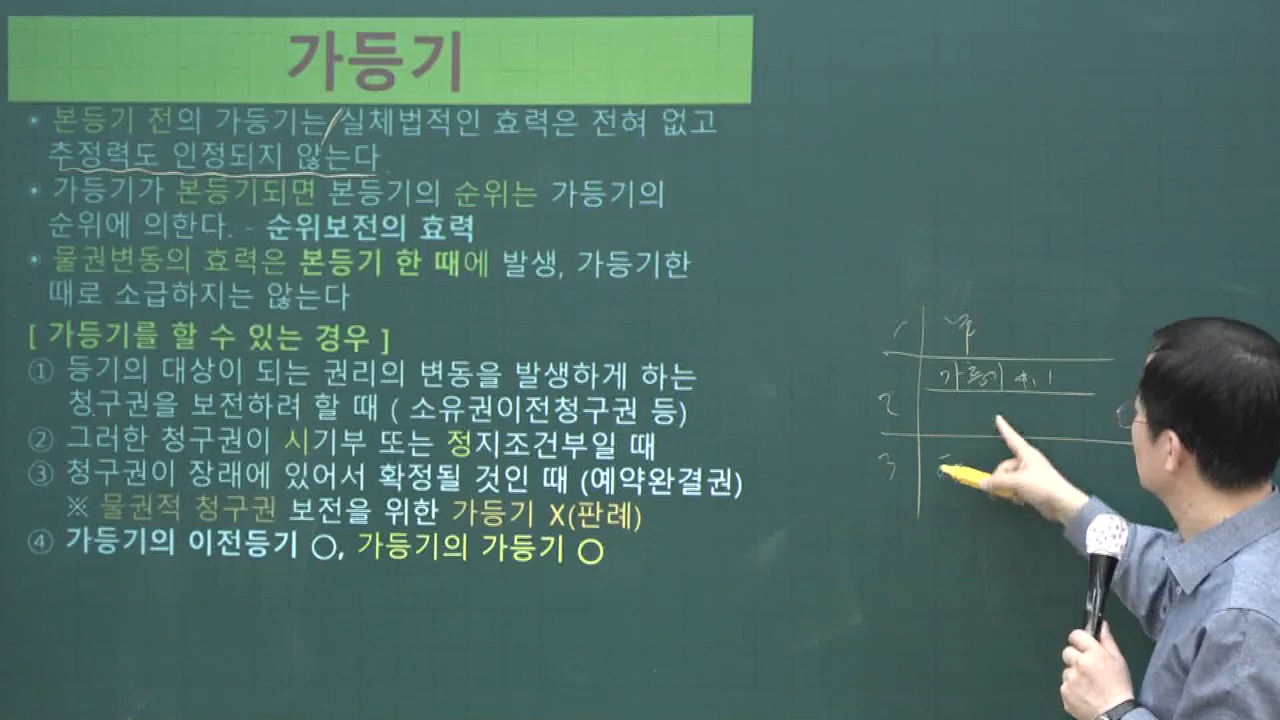 가등기
• 본등기 전의 가등기는 실체법적인 효력은 전혀 없고
추정력도 인정되지 않는다.
• 가등기가 본등기되면 본등기의 순위는 가등기의
순위에 의한다. - 순위보전의 효력
• 물권변동의 효력은 본등기 한 때에 발생, 가등기한
때로 소급하지는 않는다
[ 가등기를 할 수 있는 경우 ]
① 등기의 대상이 되는 권리의 변동을 발생하게 하는
청구권을 보전하려 할 때 ( 소유권이전청구권 등)
② 그러한 청구권이 시기부 또는 정지조건부일 때
③ 청구권이 장래에 있어서 확정될 것인 때 (예약완결권)
※ 물권적 청구권 보전을 위한 가등기 X(판례)
④ 가등기의 이전등기 ○, 가등기의 가등기 ○
1
가등기 4.1
2
3